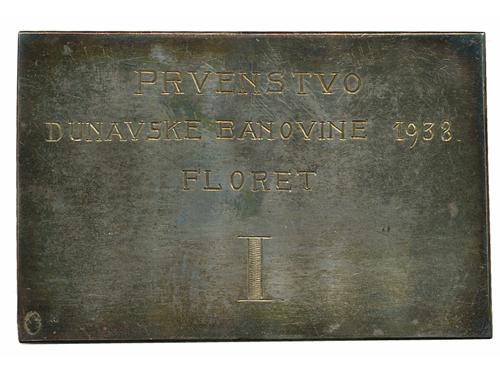 PRVENSTVO
DUNAVSKE BANOVINE 1938.
FLORET
I